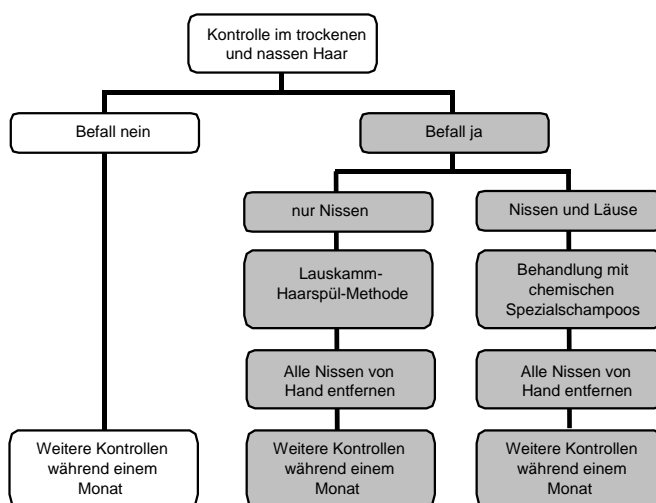 Kontrolle im trockenen
und nassen Haar
Befall nein
Befall ja
nur Nissen
Nissen und Läuse
Lauskamm-
Haarspül-Methode
Behandlung mit
chemischen
Spezialschampoos
Alle Nissen von
Hand entfernen
Alle Nissen von
Hand entfernen
Weitere Kontrollen
während einem
Monat
Weitere Kontrollen
während einem
Monat
Weitere Kontrollen
während einem
Monat